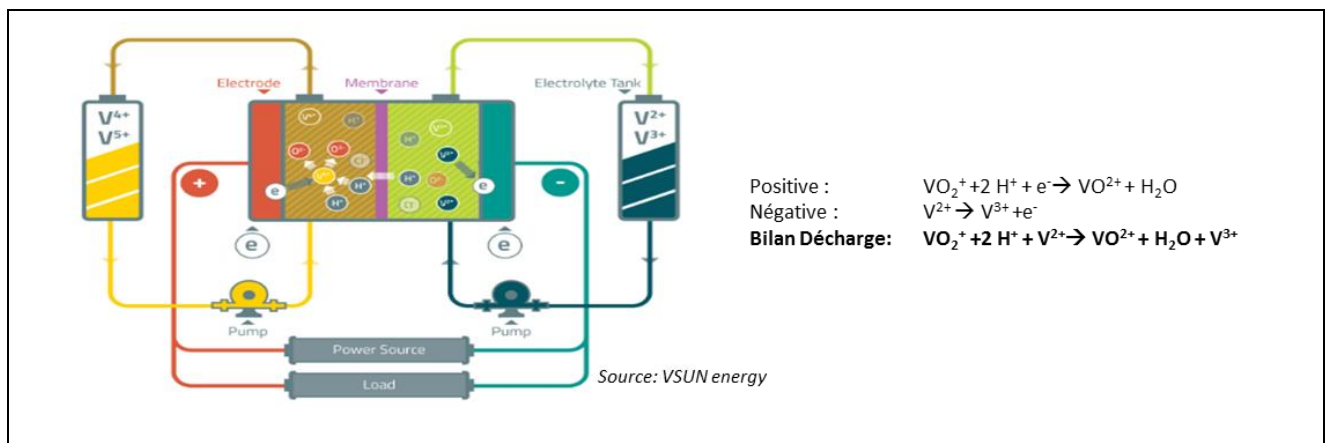 Electrode
Membrane
Electrolyte Tank
V⁴⁺
V⁵⁺
V²⁺
V³⁺
+
-
e
e
H⁺
H⁺
H⁺
H⁺
e
e
Pump
Pump
Power Source
Load
Source: VSUN energy
Positive : VO₂⁺ +2 H⁺ + e⁻→ VO²⁺ + H₂O
Négative : V²⁺→ V³⁺ +e⁻
Bilan Décharge: VO₂⁺ +2 H⁺ + V²⁺→ VO²⁺ + H₂O + V³⁺